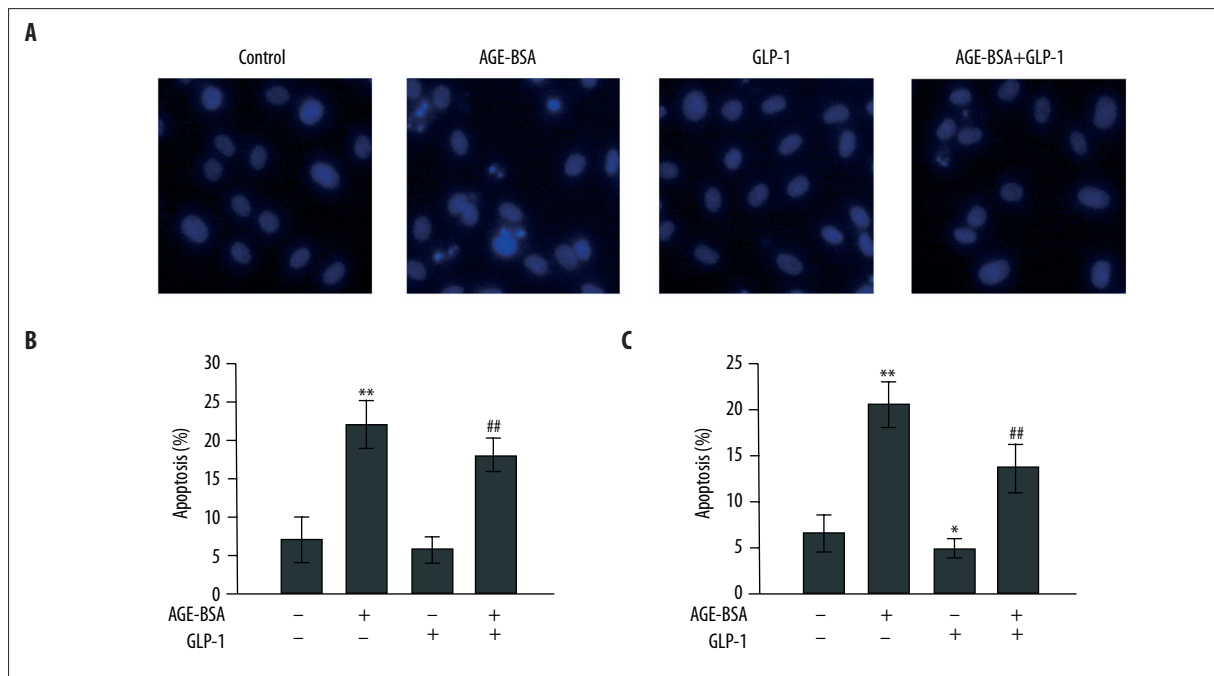 A
Control AGE-BSA GLP-1 AGE-BSA+GLP-1
B
30
25
20
15
10
5
0
Apoptosis (%)
**
##
AGE-BSA – + – +
GLP-1 – – + +
C
25
20
15
10
5
0
Apoptosis (%)
**
*
##
AGE-BSA – + – +
GLP-1 – – + +